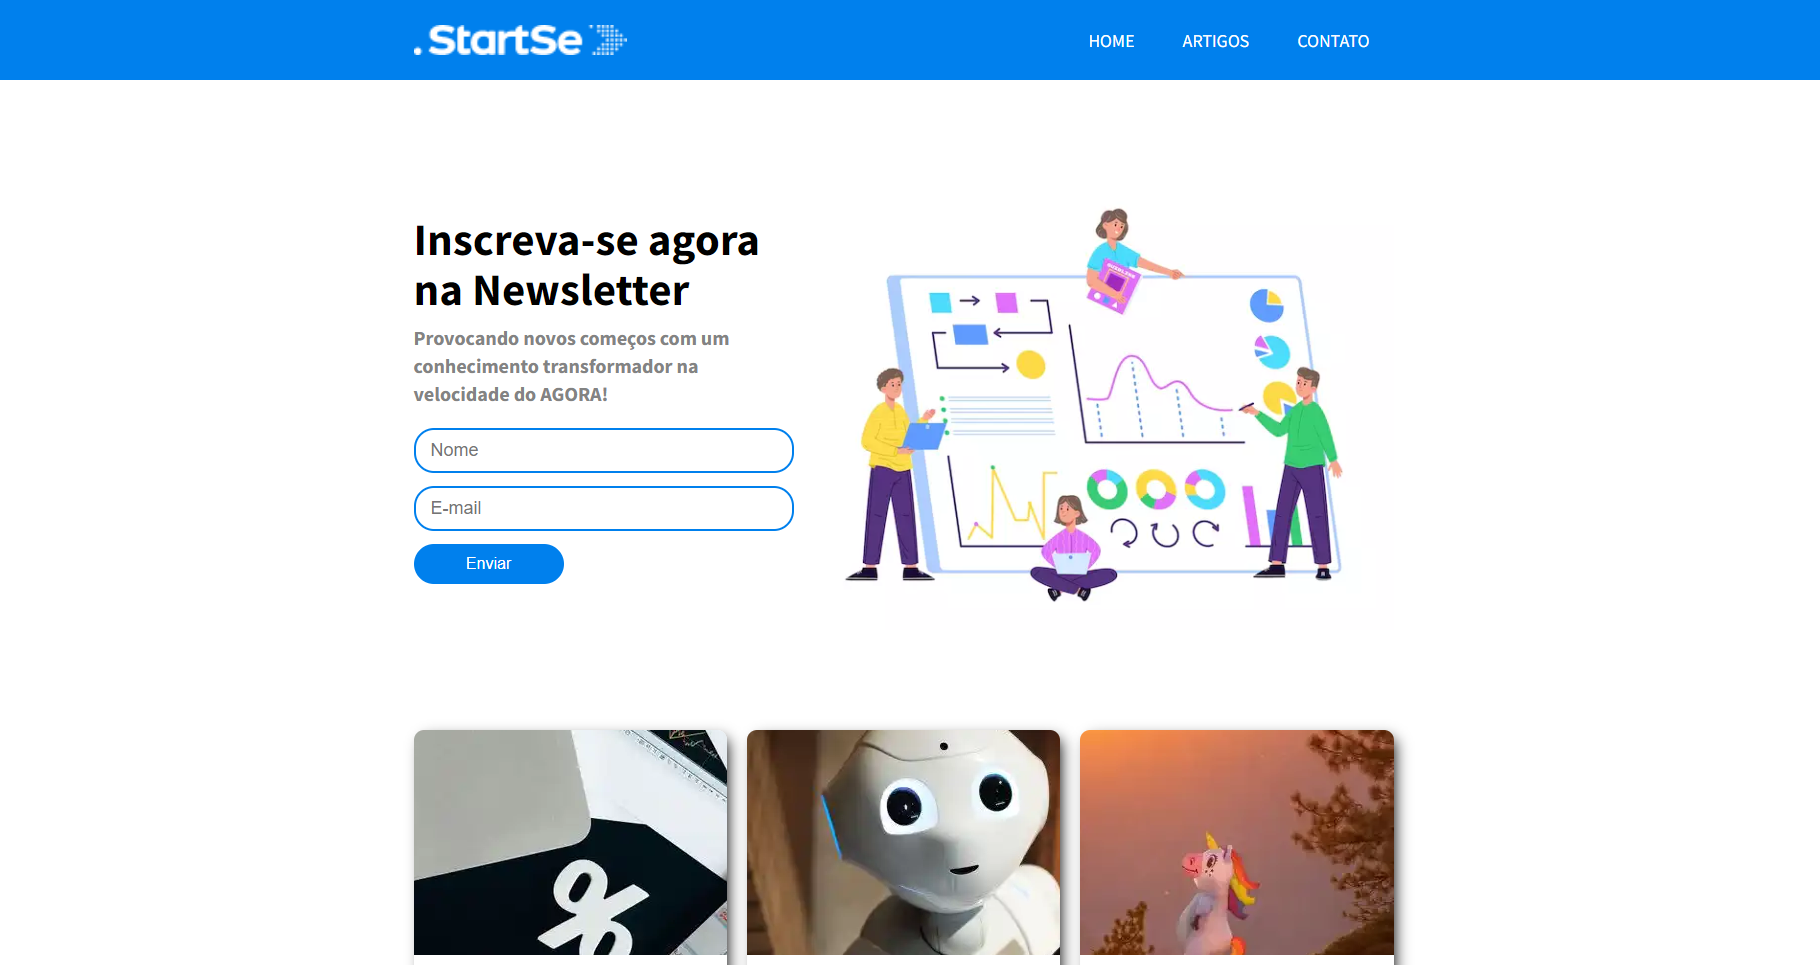 .StartSe
HOME
ARTIGOS
CONTATO
Inscreva-se agora
na Newsletter
Provocando novos começos com um
conhecimento transformador na
velocidade do AGORA!
Nome
E-mail
Enviar
%